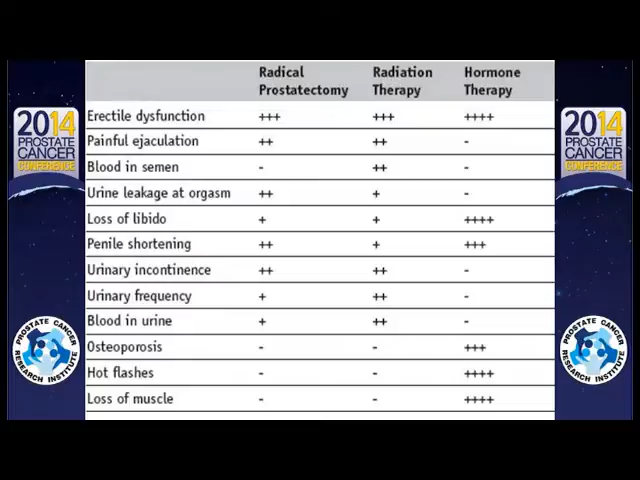 Radical Prostatectomy Radiation Therapy Hormone Therapy
Erectile dysfunction +++ +++ ++++
Painful ejaculation ++ ++ -
Blood in semen - ++ -
Urine leakage at orgasm ++ + -
Loss of libido + + ++++
Penile shortening ++ + +++
Urinary incontinence ++ ++ -
Urinary frequency + ++ -
Blood in urine + ++ -
Osteoporosis - - +++
Hot flashes - - ++++
Loss of muscle - - ++++
2014
PROSTATE
CANCER
CONFERENCE
PROSTATE CANCER
RESEARCH INSTITUTE
2014
PROSTATE
CANCER
CONFERENCE
PROSTATE CANCER
RESEARCH INSTITUTE